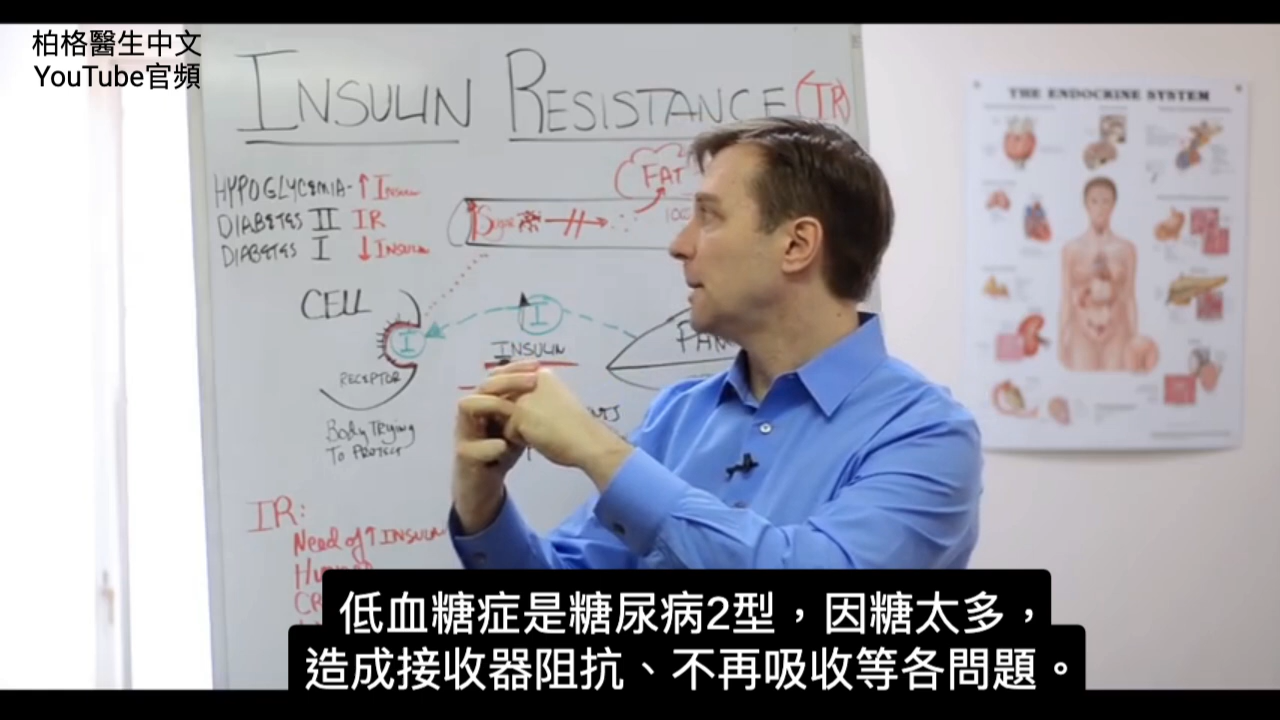 柏格醫生中文
YouTube官頻
INSULIN RESISTANCE (IR)
THE ENDOCRINE SYSTEM
HYPOGLYCEMIA - ↑ Insulin
DIABETES II IR
DIABETES I ↓ INSULIN
FAT
Sugar
100
CELL
I
I
INSULIN
PAN
RECEPTOR
Body Trying
To Protect
IR:
Need of ↑ INSULIN
低血糖症是糖尿病2型，因糖太多，
造成接收器阻抗、不再吸收等各問題。